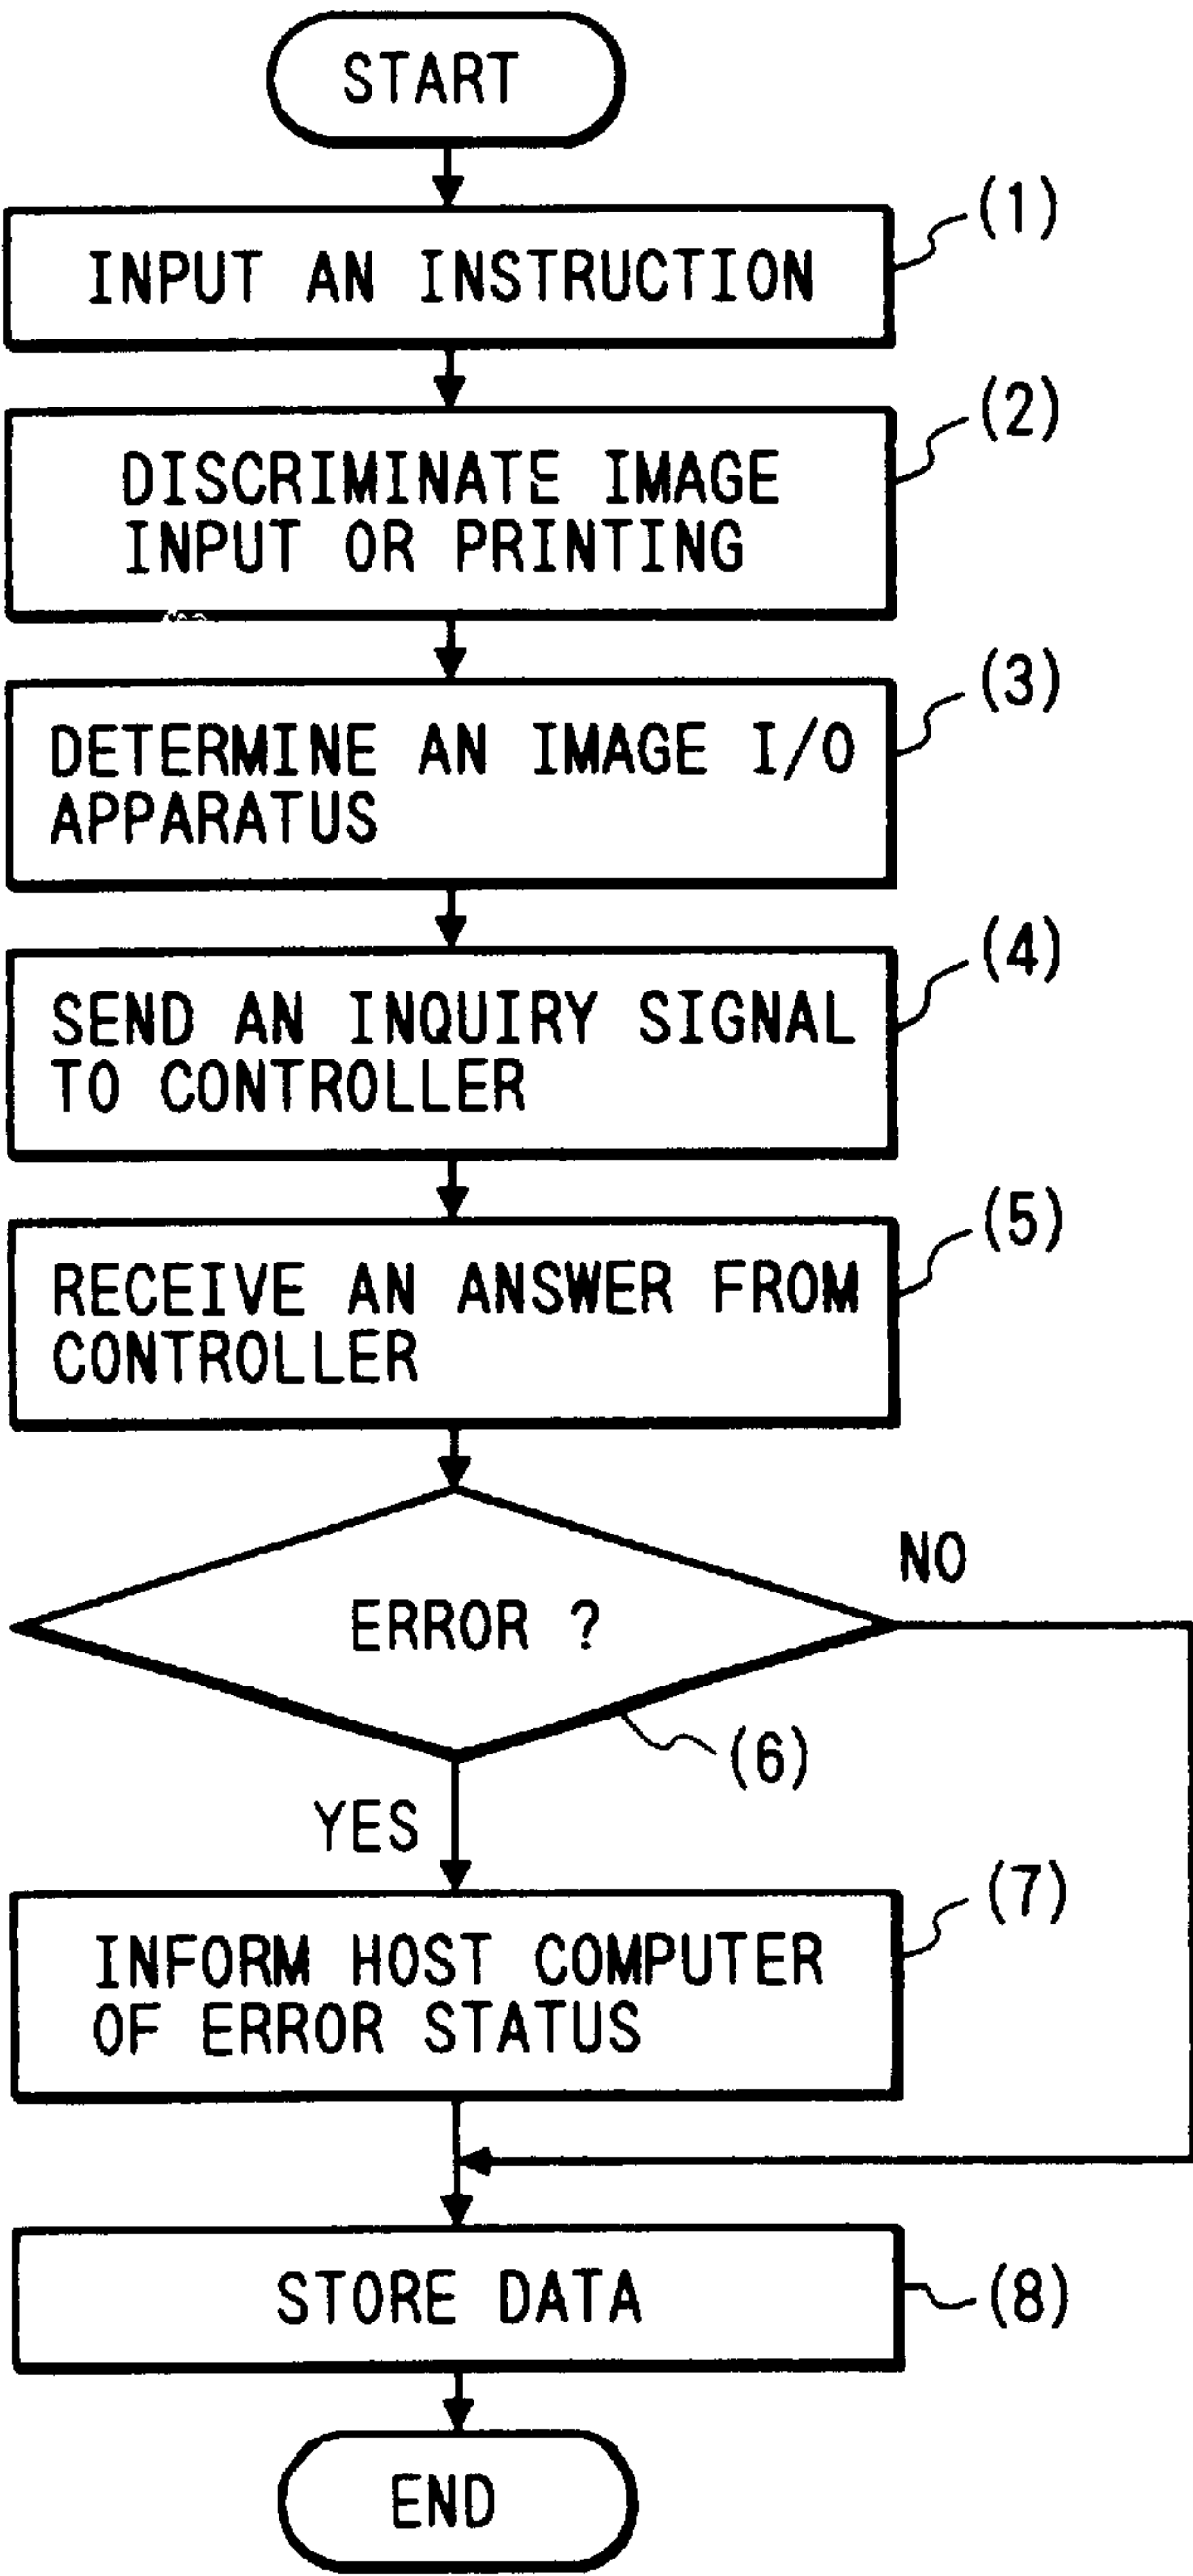 START
(1)
INPUT AN INSTRUCTION
(2)
DISCRIMINATE IMAGE
INPUT OR PRINTING
(3)
DETERMINE AN IMAGE I/O
APPARATUS
(4)
SEND AN INQUIRY SIGNAL
TO CONTROLLER
(5)
RECEIVE AN ANSWER FROM
CONTROLLER
NO
ERROR ?
(6)
YES
(7)
INFORM HOST COMPUTER
OF ERROR STATUS
STORE DATA
(8)
END